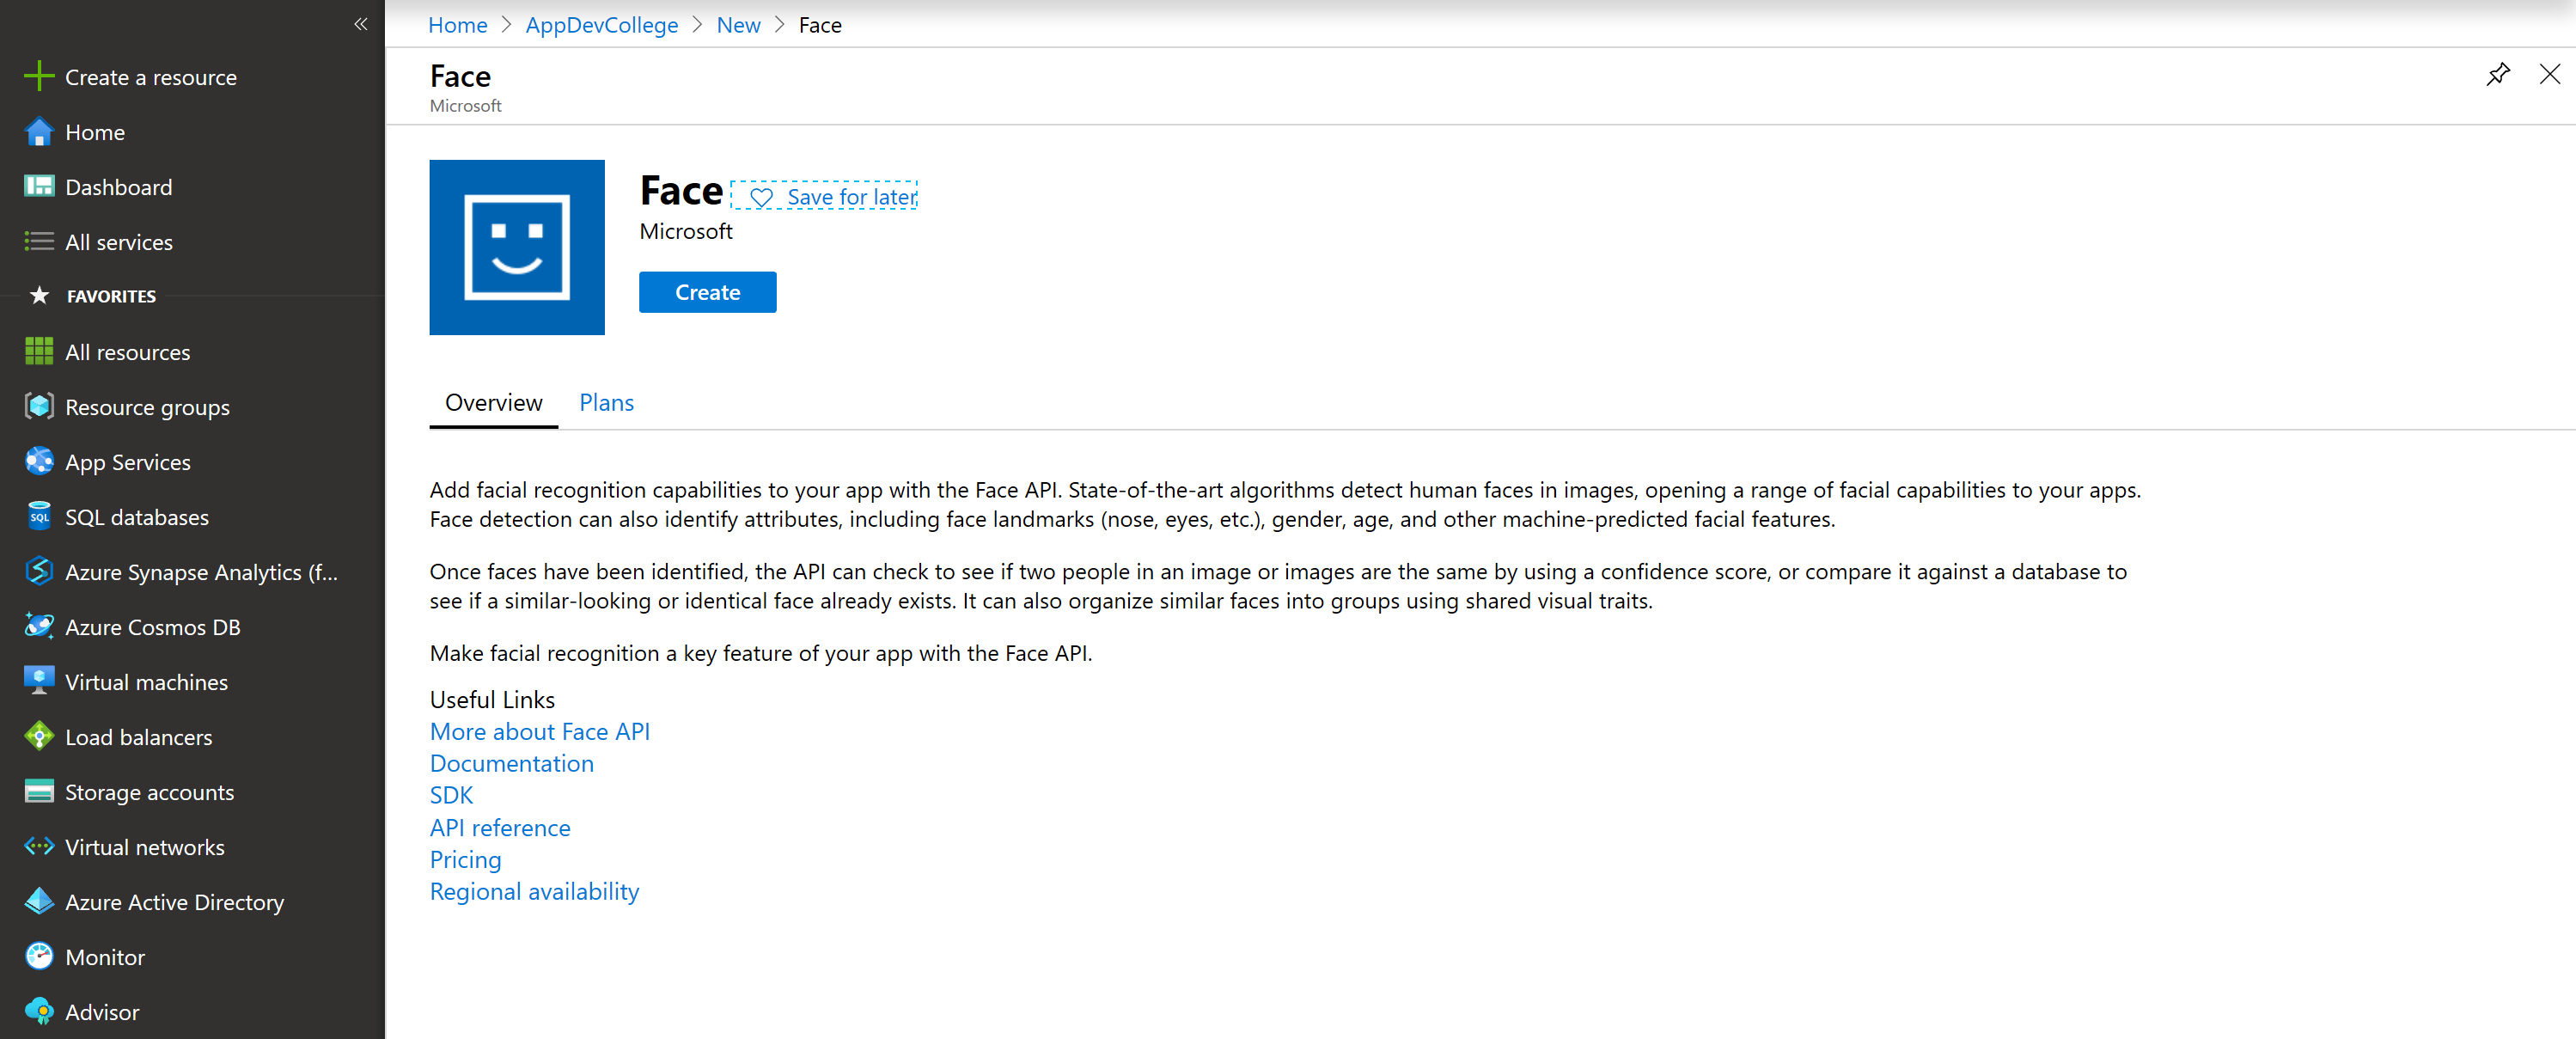 Create a resource
Home
Dashboard
All services
FAVORITES
All resources
Resource groups
App Services
SQL
SQL databases
Azure Synapse Analytics (f...
Azure Cosmos DB
Virtual machines
Load balancers
Storage accounts
Virtual networks
Azure Active Directory
Monitor
Advisor
Home > AppDevCollege > New > Face
Face
Microsoft
Face Save for later
Microsoft
Create
Overview Plans
Add facial recognition capabilities to your app with the Face API. State-of-the-art algorithms detect human faces in images, opening a range of facial capabilities to your apps.
Face detection can also identify attributes, including face landmarks (nose, eyes, etc.), gender, age, and other machine-predicted facial features.
Once faces have been identified, the API can check to see if two people in an image or images are the same by using a confidence score, or compare it against a database to
see if a similar-looking or identical face already exists. It can also organize similar faces into groups using shared visual traits.
Make facial recognition a key feature of your app with the Face API.
Useful Links
More about Face API
Documentation
SDK
API reference
Pricing
Regional availability